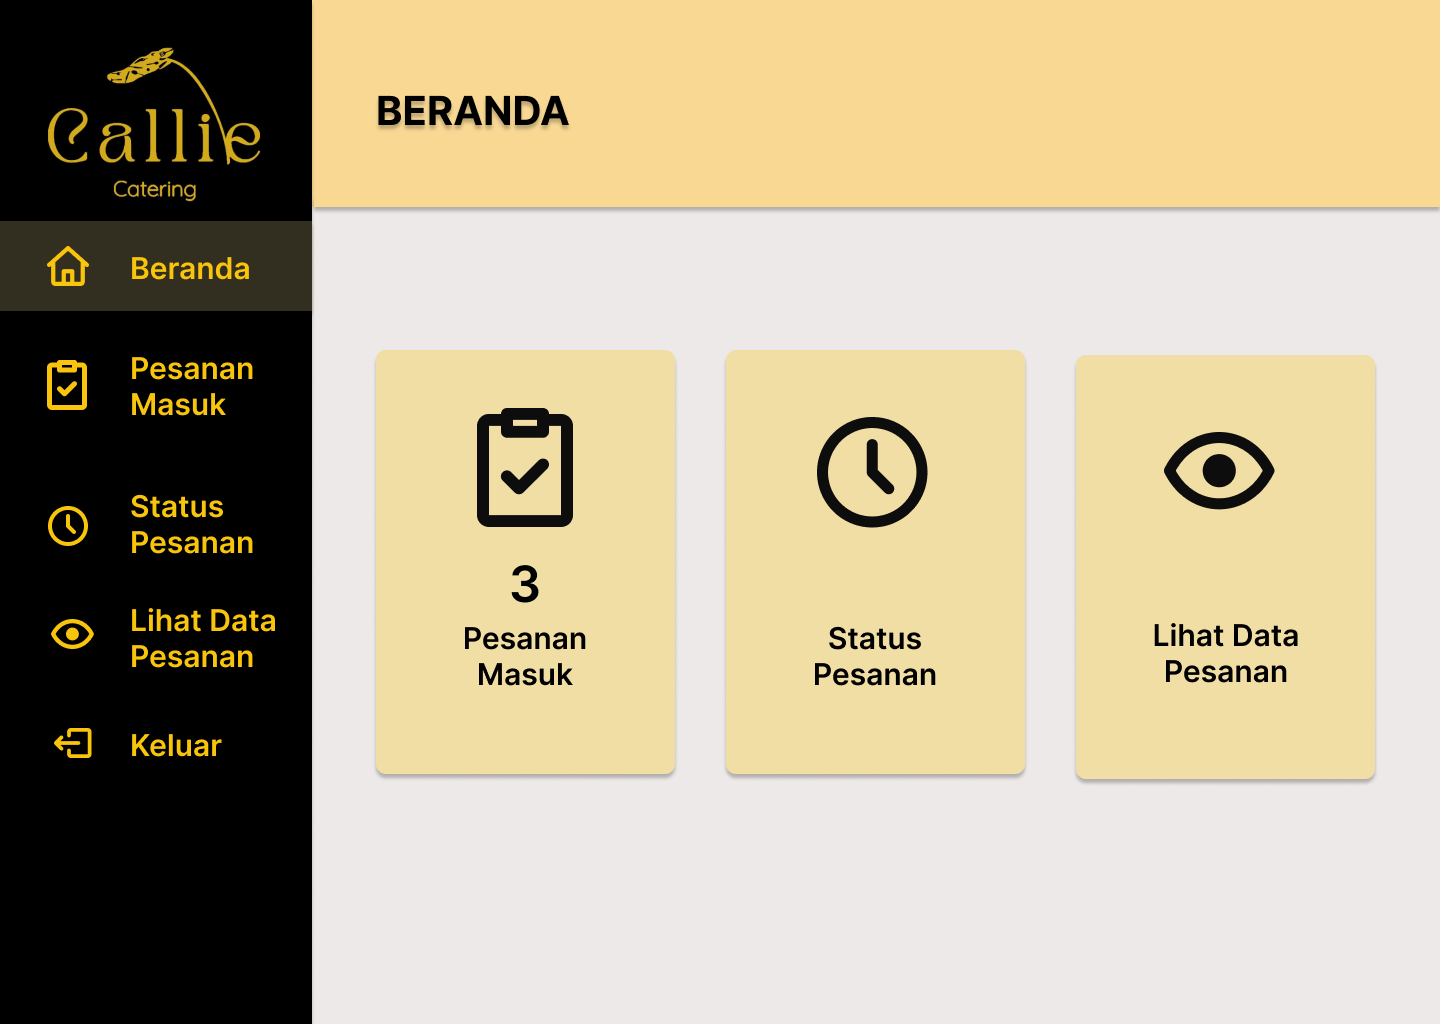 Callie
Catering
Beranda
Pesanan
Masuk
Status
Pesanan
Lihat Data
Pesanan
Keluar
BERANDA
3
Pesanan
Masuk
Status
Pesanan
Lihat Data
Pesanan